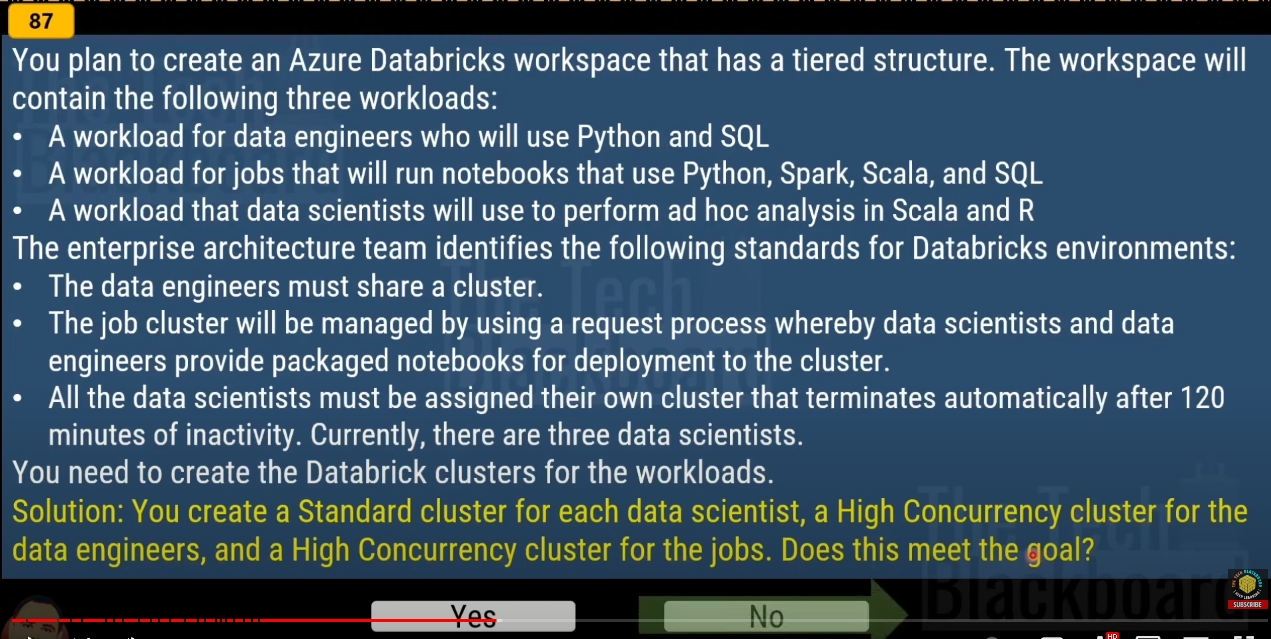 87
You plan to create an Azure Databricks workspace that has a tiered structure. The workspace will
contain the following three workloads:
• A workload for data engineers who will use Python and SQL
• A workload for jobs that will run notebooks that use Python, Spark, Scala, and SQL
• A workload that data scientists will use to perform ad hoc analysis in Scala and R
The enterprise architecture team identifies the following standards for Databricks environments:
• The data engineers must share a cluster.
• The job cluster will be managed by using a request process whereby data scientists and data
engineers provide packaged notebooks for deployment to the cluster.
• All the data scientists must be assigned their own cluster that terminates automatically after 120
minutes of inactivity. Currently, there are three data scientists.
You need to create the Databrick clusters for the workloads.
Solution: You create a Standard cluster for each data scientist, a High Concurrency cluster for the
data engineers, and a High Concurrency cluster for the jobs. Does this meet the goal?
The Tech
Blackboard
SUBSCRIBE
Yes
No
HD